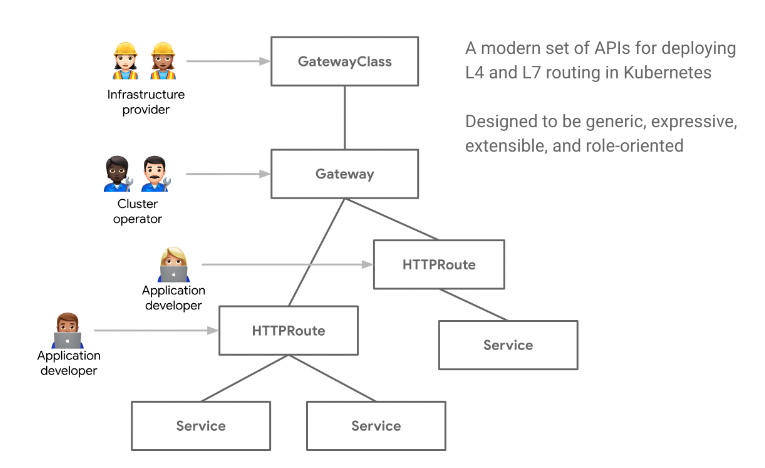 GatewayClass
Infrastructure
provider
A modern set of APIs for deploying
L4 and L7 routing in Kubernetes
Designed to be generic, expressive,
extensible, and role-oriented
Gateway
Cluster
operator
HTTPRoute
Application
developer
HTTPRoute
Application
developer
Service
Service
Service